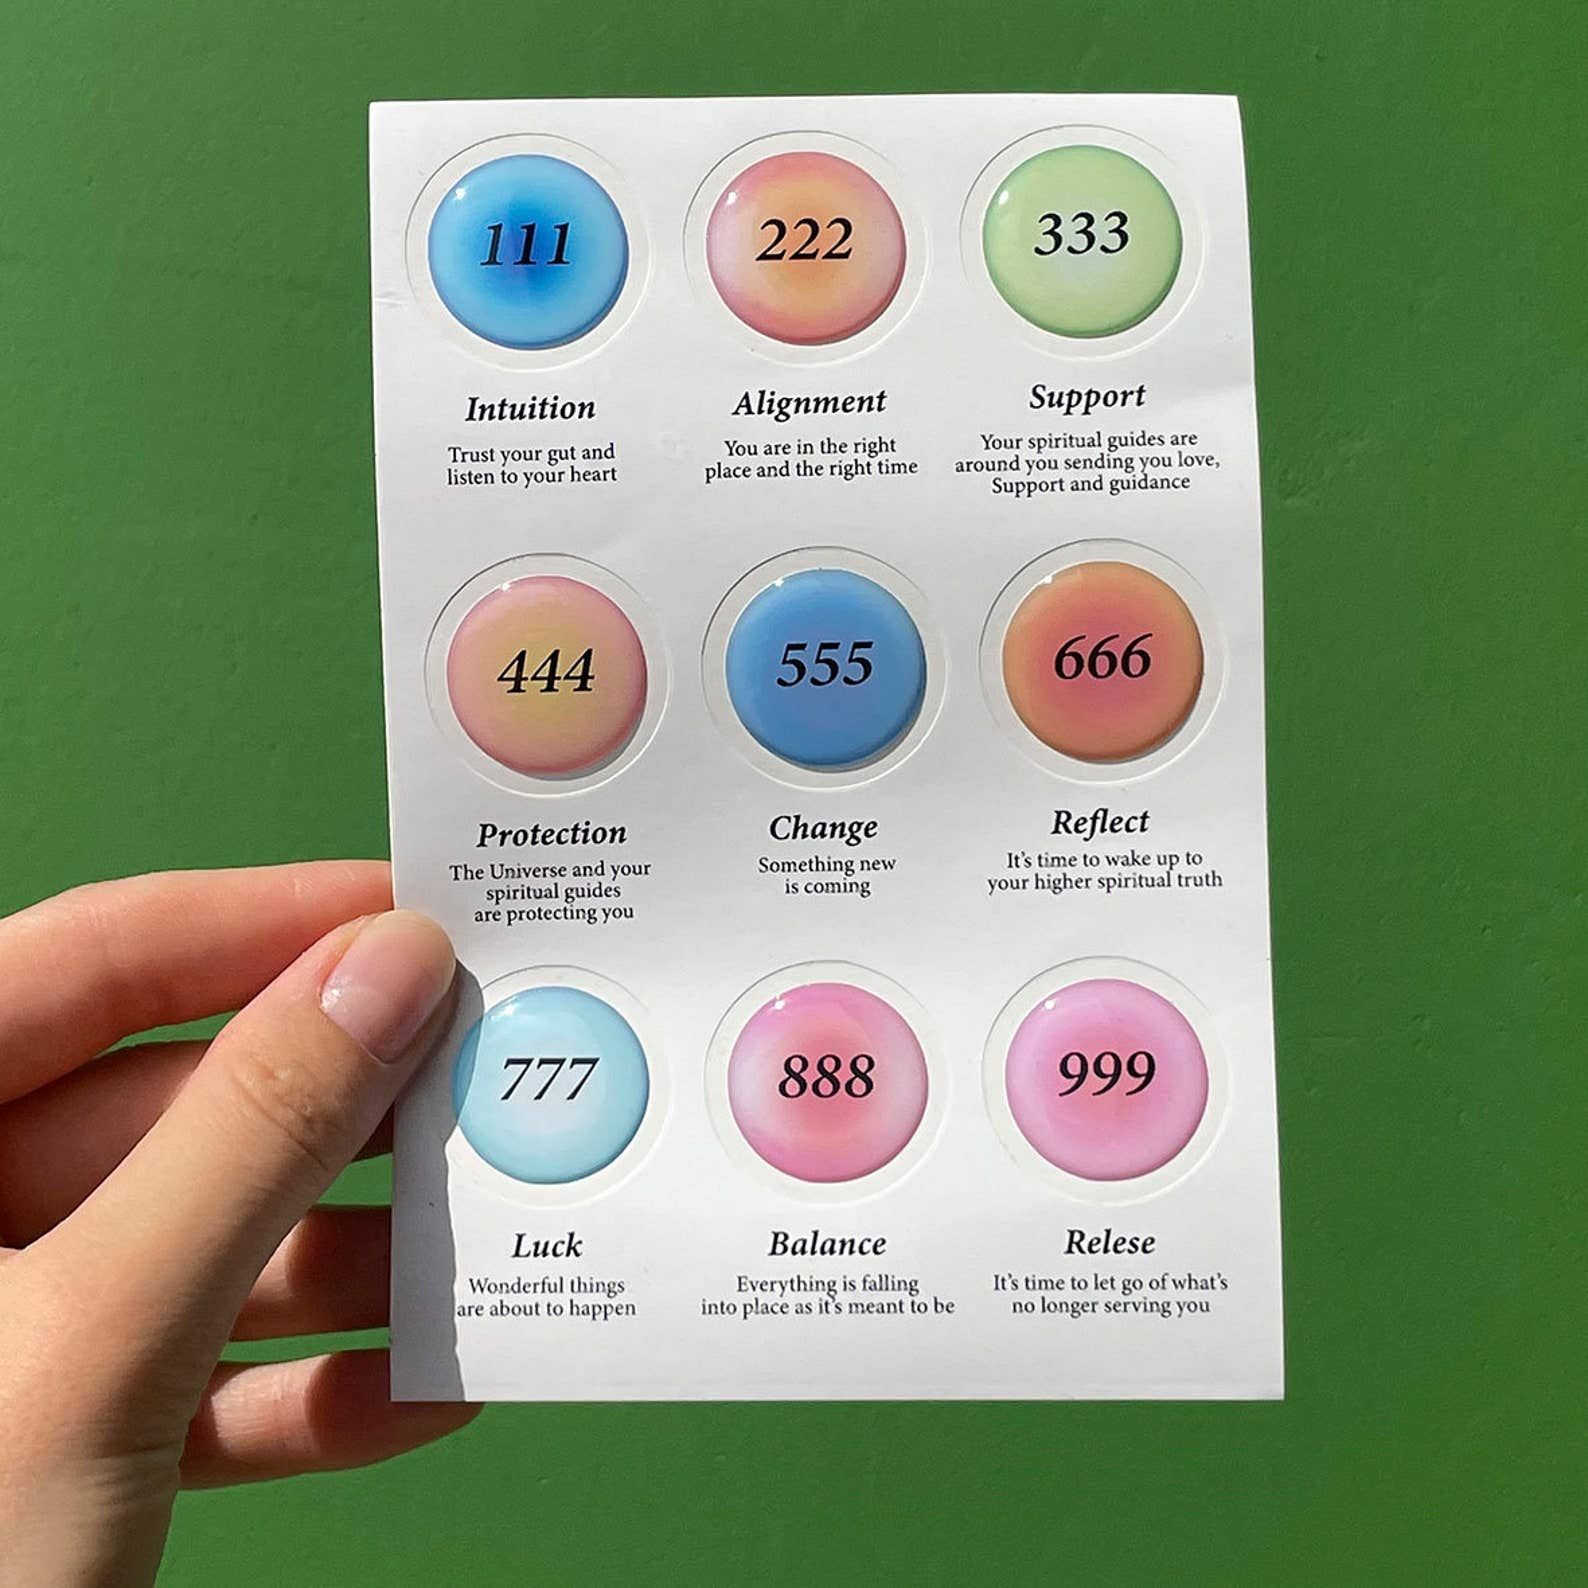 111
222
333
Intuition
Alignment
Support
Trust your gut and
listen to your heart
You are in the right
place and the right time
Your spiritual guides are
around you sending you love,
Support and guidance
444
555
666
Protection
Change
Reflect
The Universe and your
spiritual guides
are protecting you
Something new
is coming
It's time to wake up to
your higher spiritual truth
777
888
999
Luck
Balance
Relese
Wonderful things
are about to happen
Everything is falling
into place as it's meant to be
It's time to let go of what's
no longer serving you